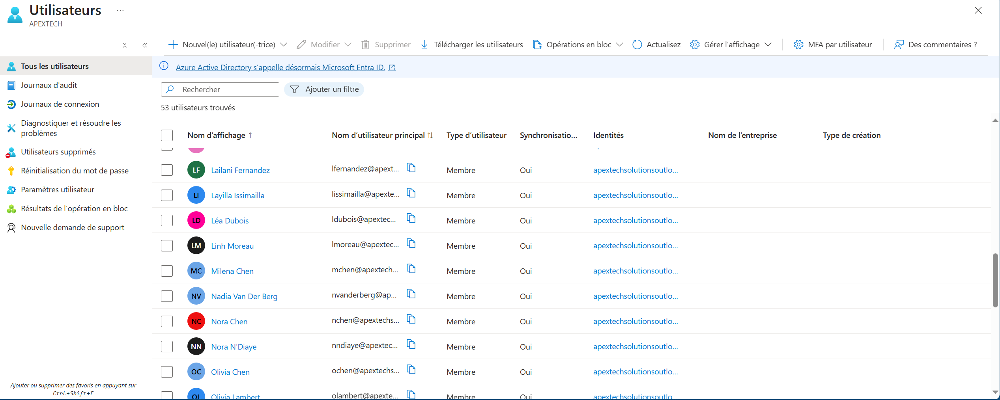 Utilisateurs ...
APEXTECH
Nouvel(le) utilisateur(-trice) Modifier Supprimer Télécharger les utilisateurs Opérations en bloc Actualisez Gérer l’affichage MFA par utilisateur Des commentaires ?
Tous les utilisateurs
Journaux d'audit
Journaux de connexion
Diagnostiquer et résoudre les
problèmes
Utilisateurs supprimés
Réinitialisation du mot de passe
Paramètres utilisateur
Résultats de l'opération en bloc
Nouvelle demande de support
Ajouter ou supprimer des favoris en appuyant sur
Ctrl+Shift+F
Azure Active Directory s’appelle désormais Microsoft Entra ID.
Rechercher Ajouter un filtre
53 utilisateurs trouvés
Nom d’affichage ↑ Nom d’utilisateur principal ↑↓ Type d’utilisateur Synchronisatio... Identités Nom de l’entreprise Type de création
LF Lailani Fernandez lfernandez@apext... Membre Oui apextechsolutionsoutlo...
LI Layilla Issimailla lissimailla@apexte... Membre Oui apextechsolutionsoutlo...
LD Léa Dubois ldubois@apextec... Membre Oui apextechsolutionsoutlo...
LM Linh Moreau lmoreau@apextec... Membre Oui apextechsolutionsoutlo...
MC Milena Chen mchen@apextech... Membre Oui apextechsolutionsoutlo...
NV Nadia Van Der Berg nvanderberg@ap... Membre Oui apextechsolutionsoutlo...
NC Nora Chen nchen@apextechs... Membre Oui apextechsolutionsoutlo...
NN Nora N'Diaye nndiaye@apextec... Membre Oui apextechsolutionsoutlo...
OC Olivia Chen ochen@apextechs... Membre Oui apextechsolutionsoutlo...
OL Olivia Lambert olambert@apexte... Membre Oui apextechsolutionsoutlo...